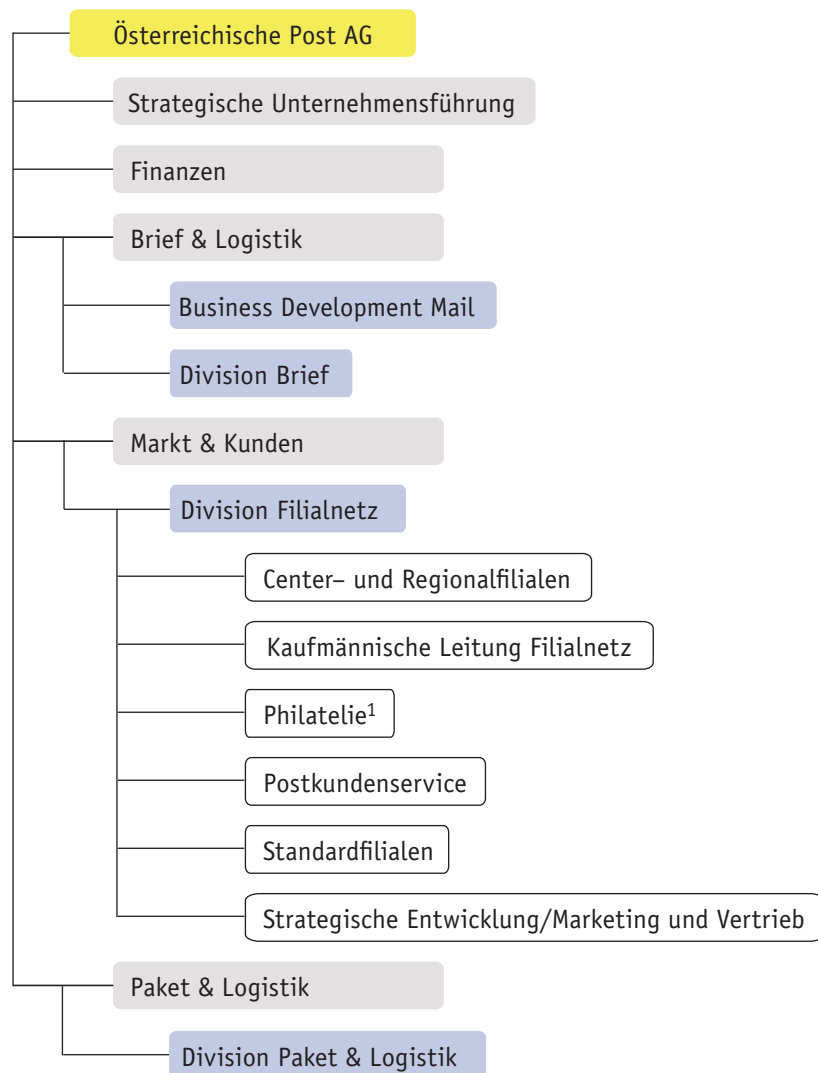 Österreichische Post AG
Strategische Unternehmensführung
Finanzen
Brief & Logistik
Business Development Mail
Division Brief
Markt & Kunden
Division Filialnetz
Center– und Regionalfilialen
Kaufmännische Leitung Filialnetz
Philatelie¹
Postkundenservice
Standardfilialen
Strategische Entwicklung/Marketing und Vertrieb
Paket & Logistik
Division Paket & Logistik